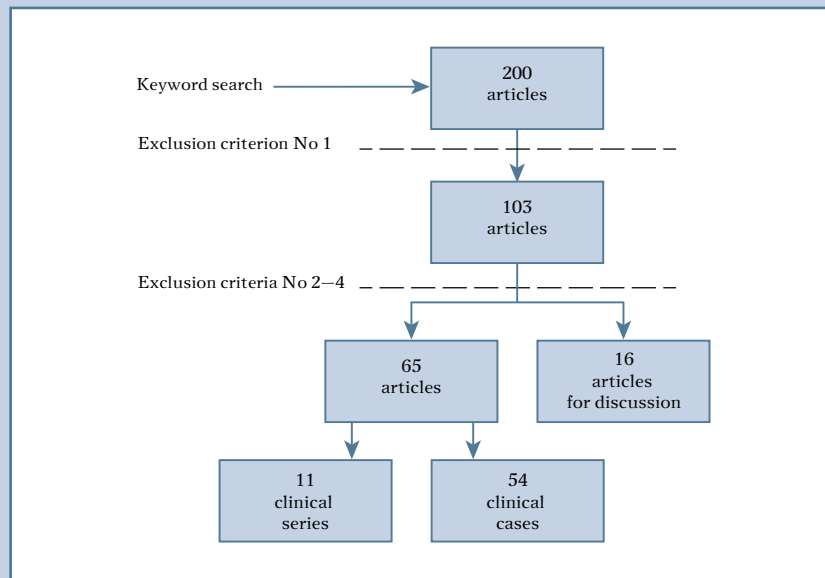 200
articles
Keyword search
Exclusion criterion No 1
103
articles
Exclusion criteria No 2–4
65
articles
16
articles
for discussion
11
clinical
series
54
clinical
cases